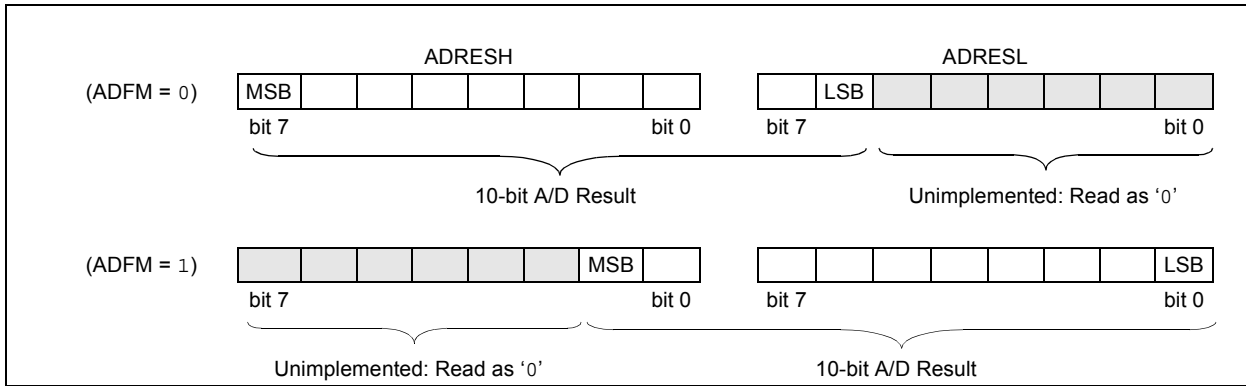 ADRESH ADRESL
(ADFM = 0) MSB LSB
bit 7 bit 0 bit 7 bit 0
10-bit A/D Result Unimplemented: Read as ‘0’
(ADFM = 1) MSB LSB
bit 7 bit 0 bit 7 bit 0
Unimplemented: Read as ‘0’ 10-bit A/D Result